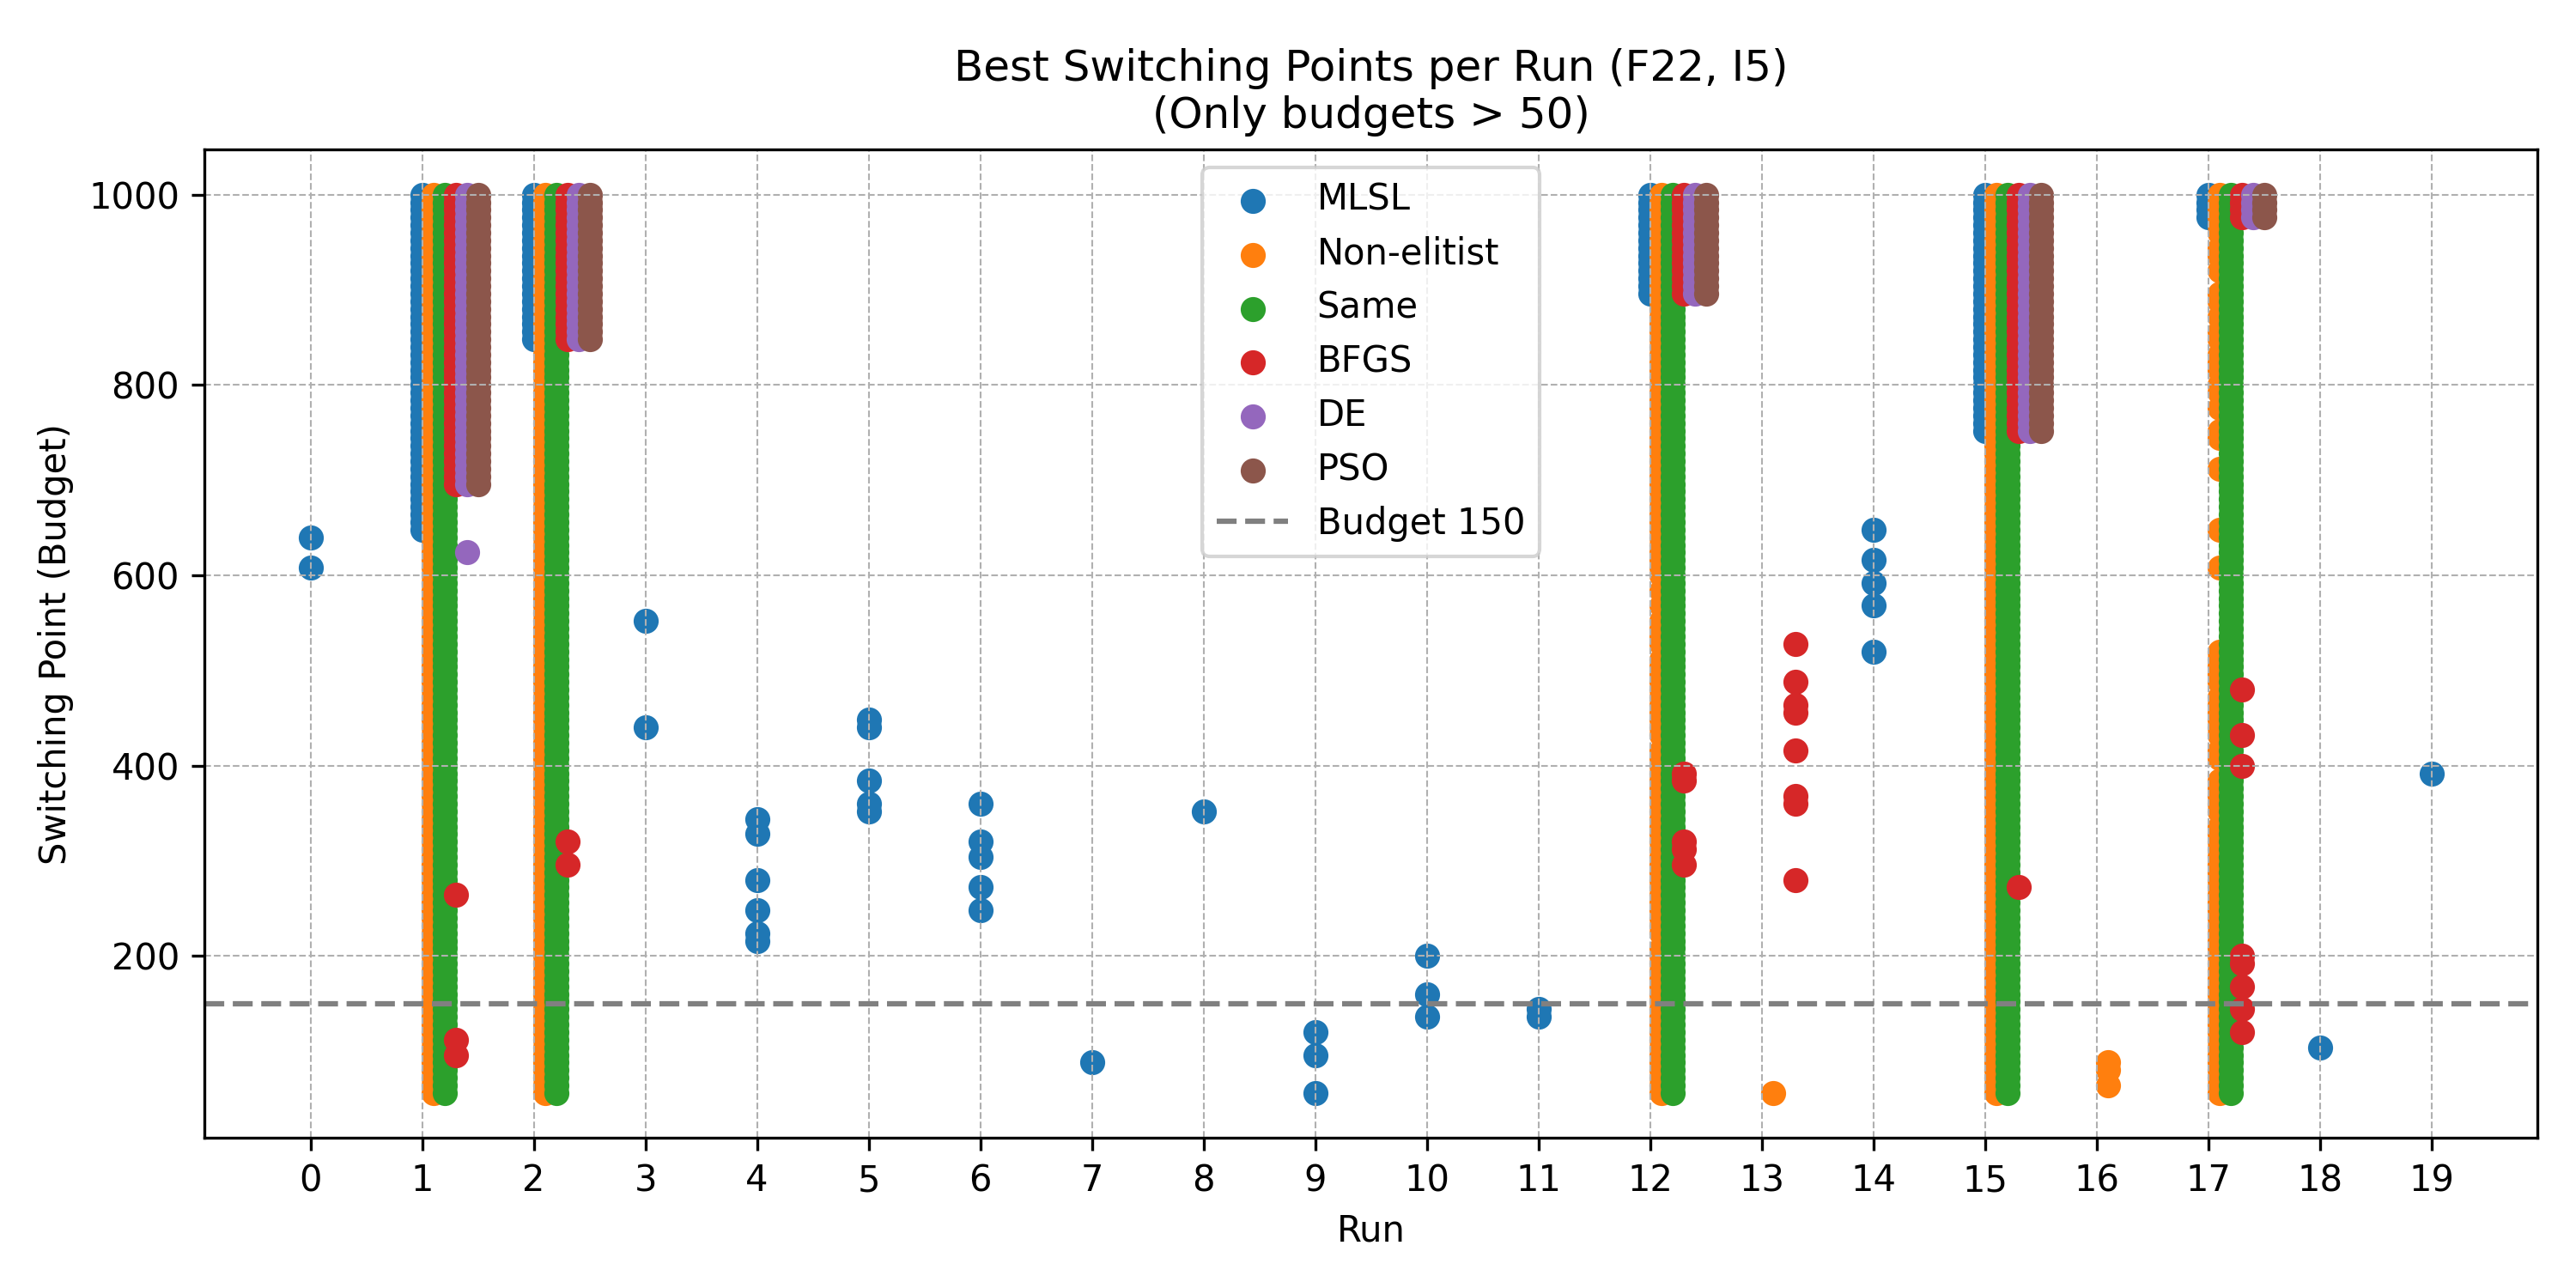 Best Switching Points per Run (F22, I5)
(Only budgets > 50)
Switching Point (Budget)
1000
800
600
400
200
MLSL
Non-elitist
Same
BFGS
DE
PSO
Budget 150
0 1 2 3 4 5 6 7 8 9 10 11 12 13 14 15 16 17 18 19
Run